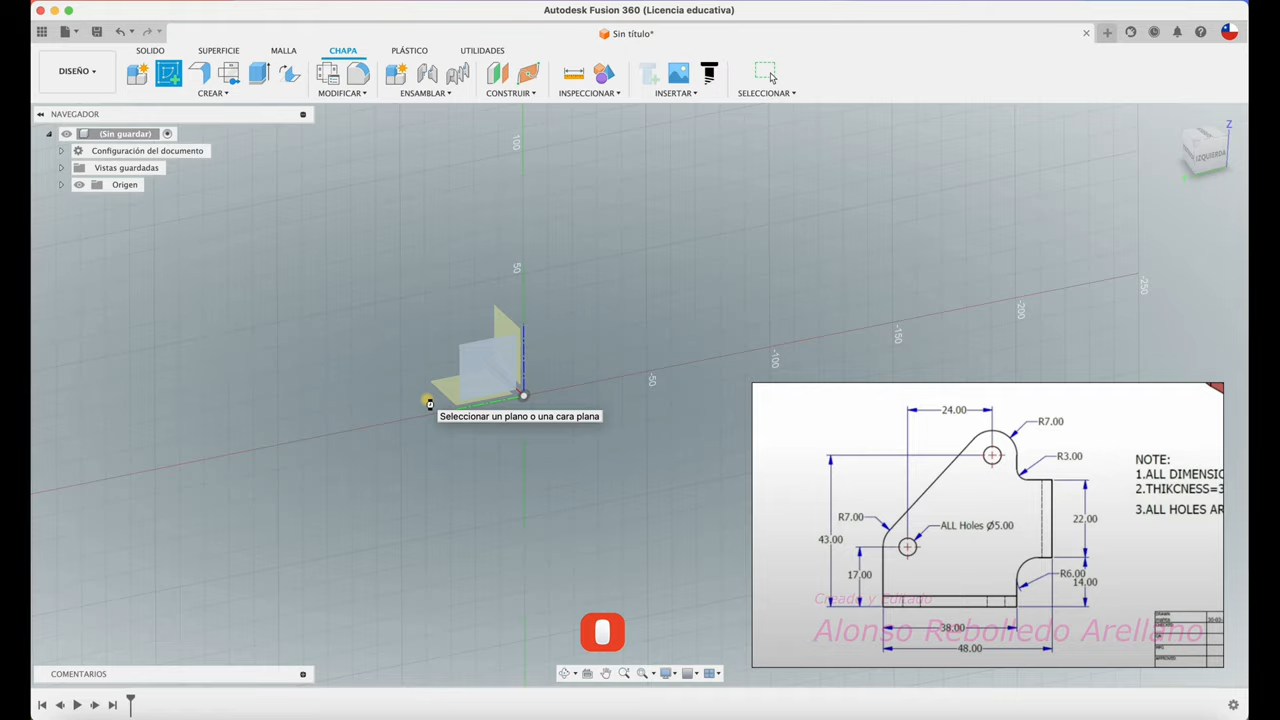 Autodesk Fusion 360 (Licencia educativa)
Sin título*
DISEÑO
SOLIDO
SUPERFICIE
MALLA
CHAPA
PLÁSTICO
UTILIDADES
CREAR
MODIFICAR
ENSAMBLAR
CONSTRUIR
INSPECCIONAR
INSERTAR
SELECCIONAR
NAVEGADOR
(Sin guardar)
Configuración del documento
Vistas guardadas
Origen
Z
IZQUIERDA
100
50
-50
-100
-150
-200
-250
Seleccionar un plano o una cara plana
24.00
R7.00
R3.00
NOTE:
1.ALL DIMENSIO
2.THIKCNESS=3
3.ALL HOLES AR
R7.00
ALL Holes Ø5.00
22.00
43.00
17.00
R6.00
14.00
Creado y Editado
38.00
Alonso Rebolledo Arellano
48.00
COMENTARIOS